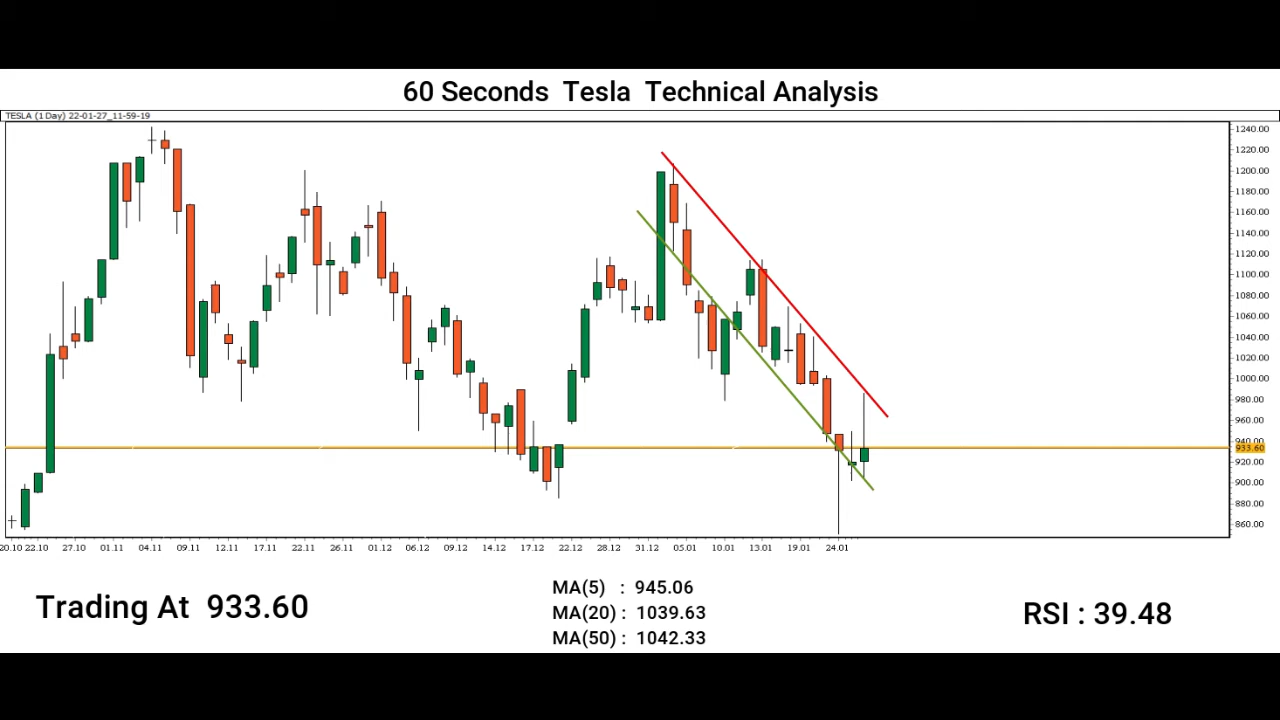 60 Seconds Tesla Technical Analysis
TESLA (1 Day) 22-01-27_11-59-19
1240.00
1220.00
1200.00
1180.00
1160.00
1140.00
1120.00
1100.00
1080.00
1060.00
1040.00
1020.00
1000.00
980.00
960.00
940.00
933.60
920.00
900.00
880.00
860.00
20.10 22.10 27.10 01.11 04.11 09.11 12.11 17.11 22.11 26.11 01.12 06.12 09.12 14.12 17.12 22.12 28.12 31.12 05.01 10.01 13.01 19.01 24.01
Trading At 933.60
MA(5) : 945.06
MA(20) : 1039.63
MA(50) : 1042.33
RSI : 39.48